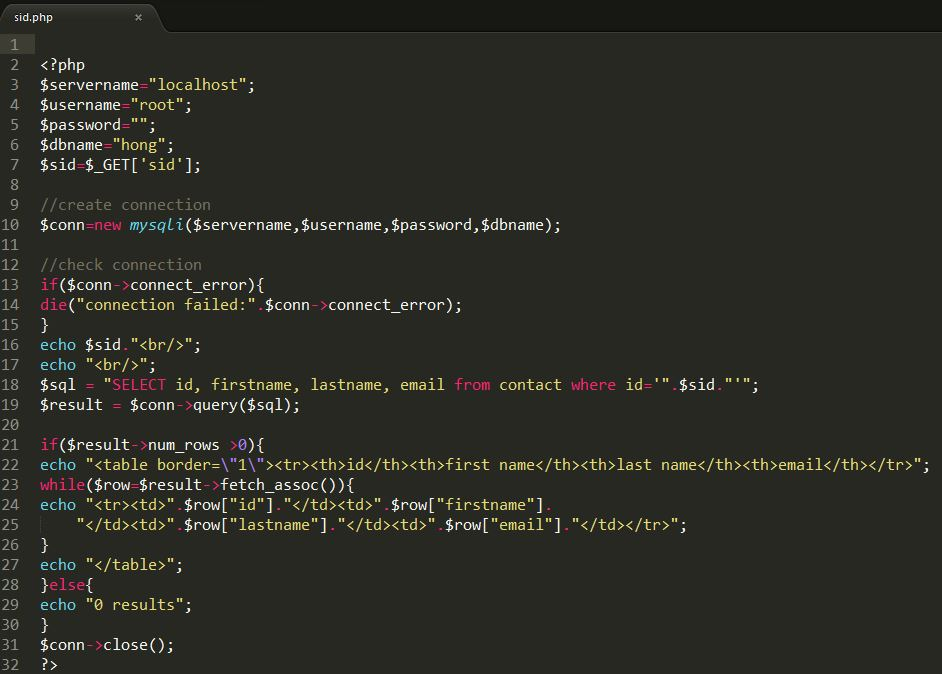 sid.php ×
1
2 <?php
3 $servername="localhost";
4 $username="root";
5 $password="";
6 $dbname="hong";
7 $sid=$_GET['sid'];
8
9 //create connection
10 $conn=new mysqli($servername,$username,$password,$dbname);
11
12 //check connection
13 if($conn->connect_error){
14 die("connection failed:".$conn->connect_error);
15 }
16 echo $sid."<br/>";
17 echo "<br/>";
18 $sql = "SELECT id, firstname, lastname, email from contact where id='".$sid."'";
19 $result = $conn->query($sql);
20
21 if($result->num_rows >0){
22 echo "<table border=\"1\"><tr><th>id</th><th>first name</th><th>last name</th><th>email</th></tr>";
23 while($row=$result->fetch_assoc()){
24 echo "<tr><td>".$row["id"]."</td><td>".$row["firstname"].
25     "</td><td>".$row["lastname"]."</td><td>".$row["email"]."</td></tr>";
26 }
27 echo "</table>";
28 }else{
29 echo "0 results";
30 }
31 $conn->close();
32 ?>